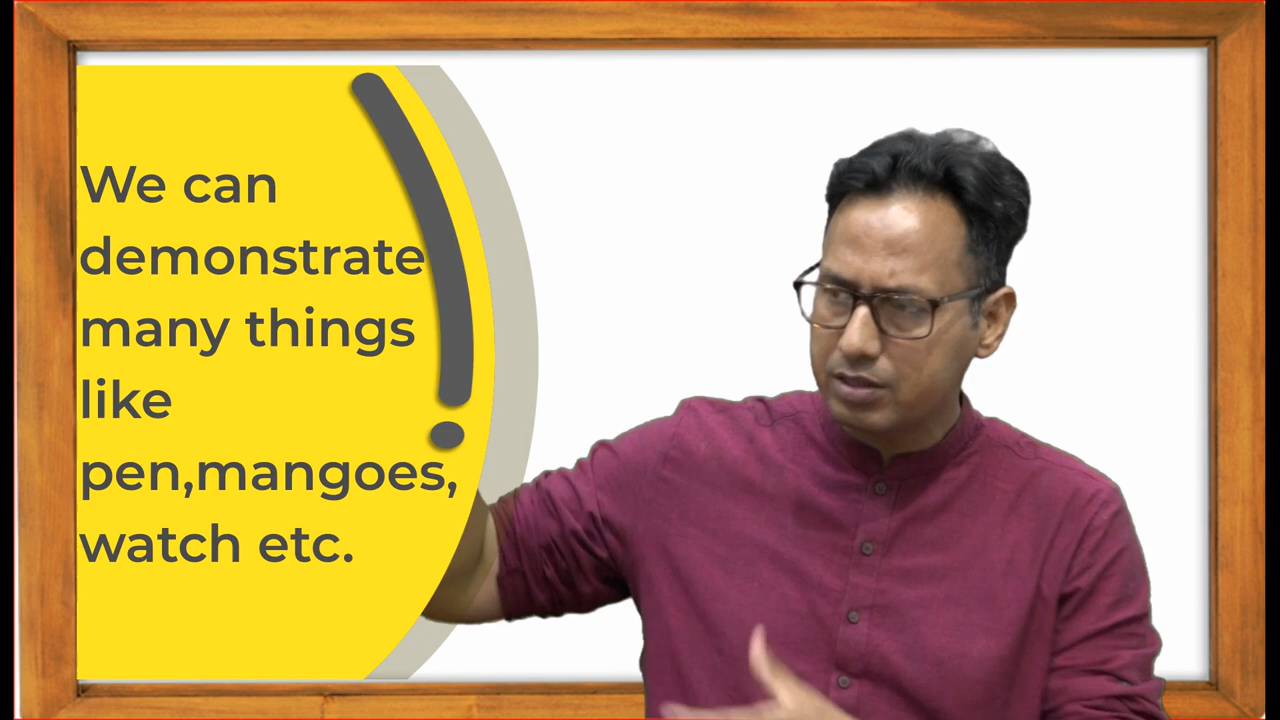 We can
demonstrate
many things
like
pen,mangoes,
watch etc.